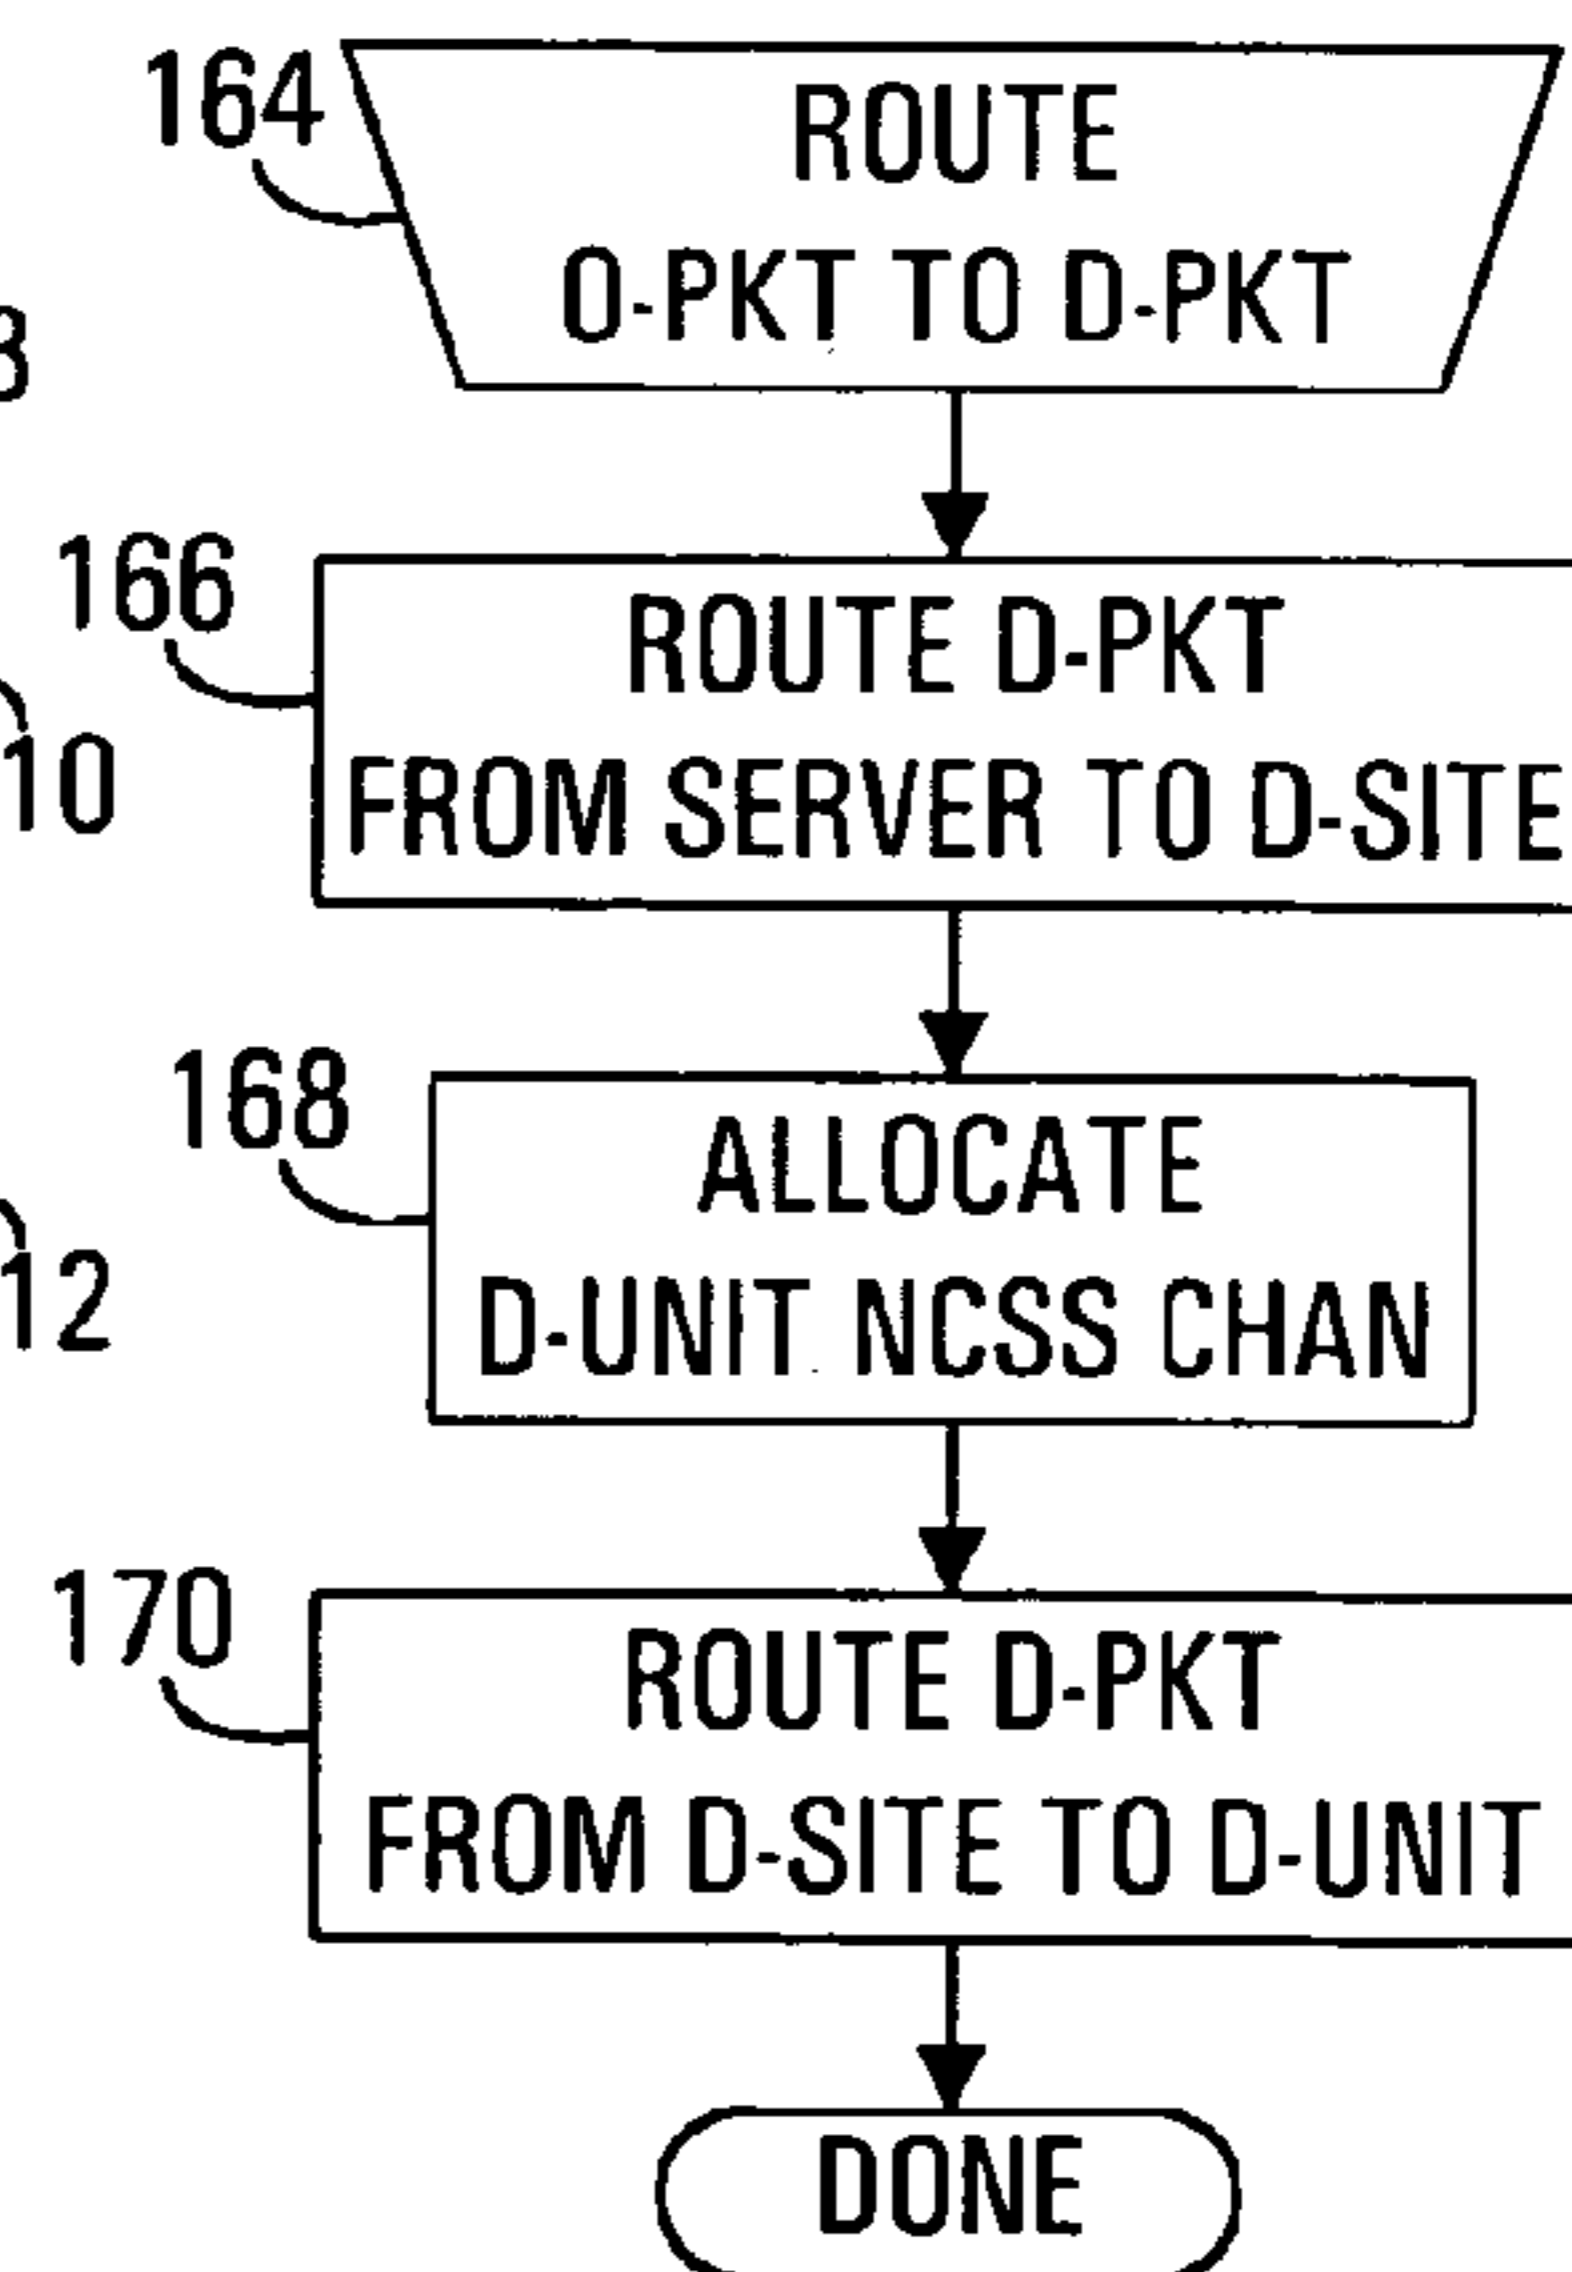 164
ROUTE
O-PKT TO D-PKT
166
ROUTE D-PKT
FROM SERVER TO D-SITE
10
168
ALLOCATE
D-UNIT NCSS CHAN
12
170
ROUTE D-PKT
FROM D-SITE TO D-UNIT
DONE